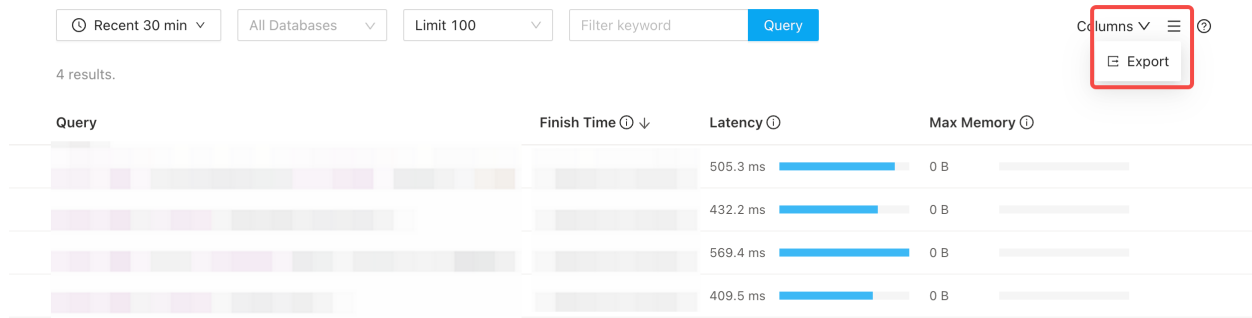 Recent 30 min All Databases Limit 100 Filter keyword Query Columns
Export
4 results.
Query Finish Time Latency Max Memory
505.3 ms 0 B
432.2 ms 0 B
569.4 ms 0 B
409.5 ms 0 B